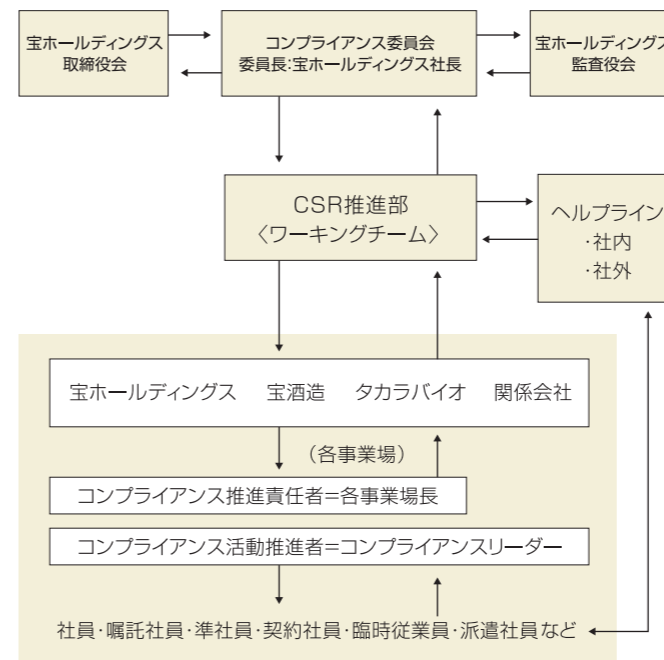 宝ホールディングス
取締役会
コンプライアンス委員会
委員長：宝ホールディングス社長
宝ホールディングス
監査役会
CSR推進部
〈ワーキングチーム〉
ヘルプライン
・社内
・社外
宝ホールディングス　宝酒造　タカラバイオ　関係会社
（各事業場）
コンプライアンス推進責任者＝各事業場長
コンプライアンス活動推進者＝コンプライアンスリーダー
社員・嘱託社員・準社員・契約社員・臨時従業員・派遣社員など